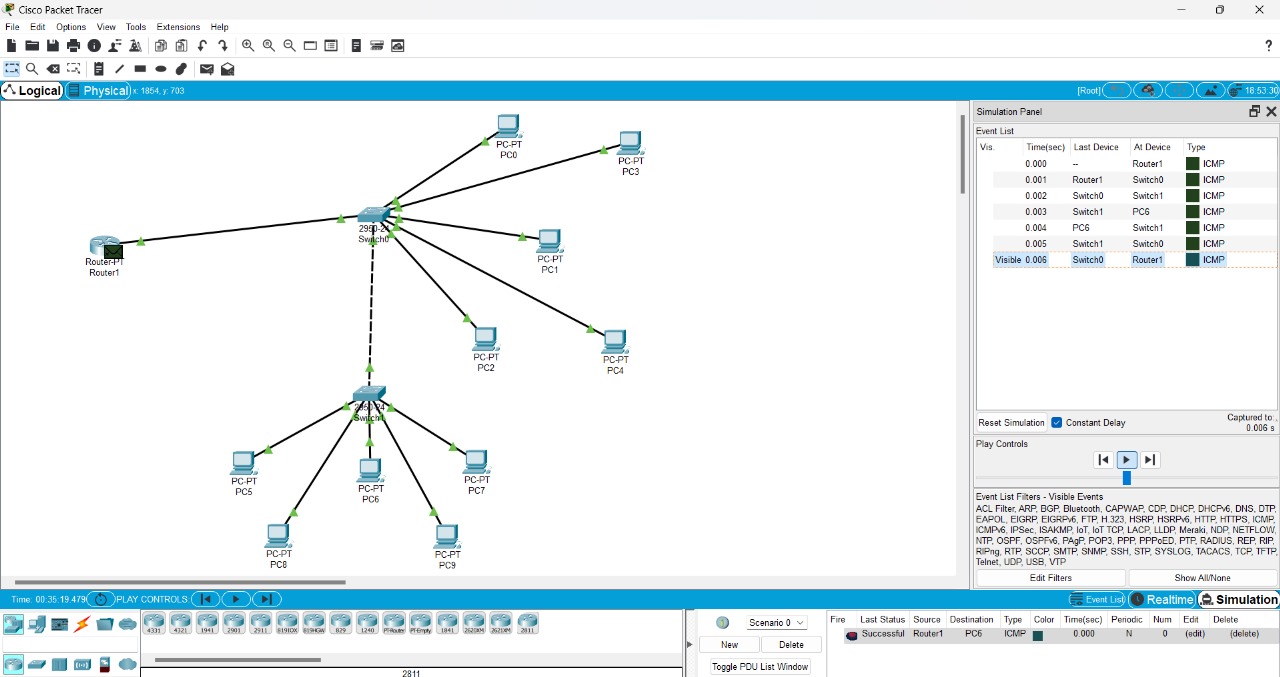 Cisco Packet Tracer
File Edit Options View Tools Extensions Help
?
Logical Physical x: 1854, y: 703
[Root] 18:53:30
PC-PT
PC0
PC-PT
PC3
2950-24
Switch0
Router-PT
Router1
PC-PT
PC1
PC-PT
PC2
PC-PT
PC4
2950-24
Switch1
PC-PT
PC5
PC-PT
PC6
PC-PT
PC7
PC-PT
PC8
PC-PT
PC9
Simulation Panel
Event List
Vis. Time(sec) Last Device At Device Type
0.000 -- Router1 ICMP
0.001 Router1 Switch0 ICMP
0.002 Switch0 Switch1 ICMP
0.003 Switch1 PC6 ICMP
0.004 PC6 Switch1 ICMP
0.005 Switch1 Switch0 ICMP
Visible 0.006 Switch0 Router1 ICMP
Reset Simulation Constant Delay Captured to:
0.006 s
Play Controls
Event List Filters - Visible Events
ACL Filter, ARP, BGP, Bluetooth, CAPWAP, CDP, DHCP, DHCPv6, DNS, DTP,
EAPOL, EIGRP, EIGRPv6, FTP, H.323, HSRP, HSRPv6, HTTP, HTTPS, ICMP,
ICMPv6, IPSec, ISAKMP, IoT, IoT TCP, LACP, LLDP, Meraki, NDP, NETFLOW,
NTP, OSPF, OSPFv6, PAgP, POP3, PPP, PPPoED, PTP, RADIUS, REP, RIP,
RIPng, RTP, SCCP, SMTP, SNMP, SSH, STP, SYSLOG, TACACS, TCP, TFTP,
Telnet, UDP, USB, VTP
Edit Filters Show All/None
Time: 00:35:19.479 PLAY CONTROLS:
Event List Realtime Simulation
4331 4321 1941 2901 2911 819IOX 819HGW 829 1240 PT-Router PT-Empty 1841 2620XM 2621XM 2811
2811
Scenario 0
New Delete
Toggle PDU List Window
Fire Last Status Source Destination Type Color Time(sec) Periodic Num Edit Delete
Successful Router1 PC6 ICMP 0.000 N 0 (edit) (delete)